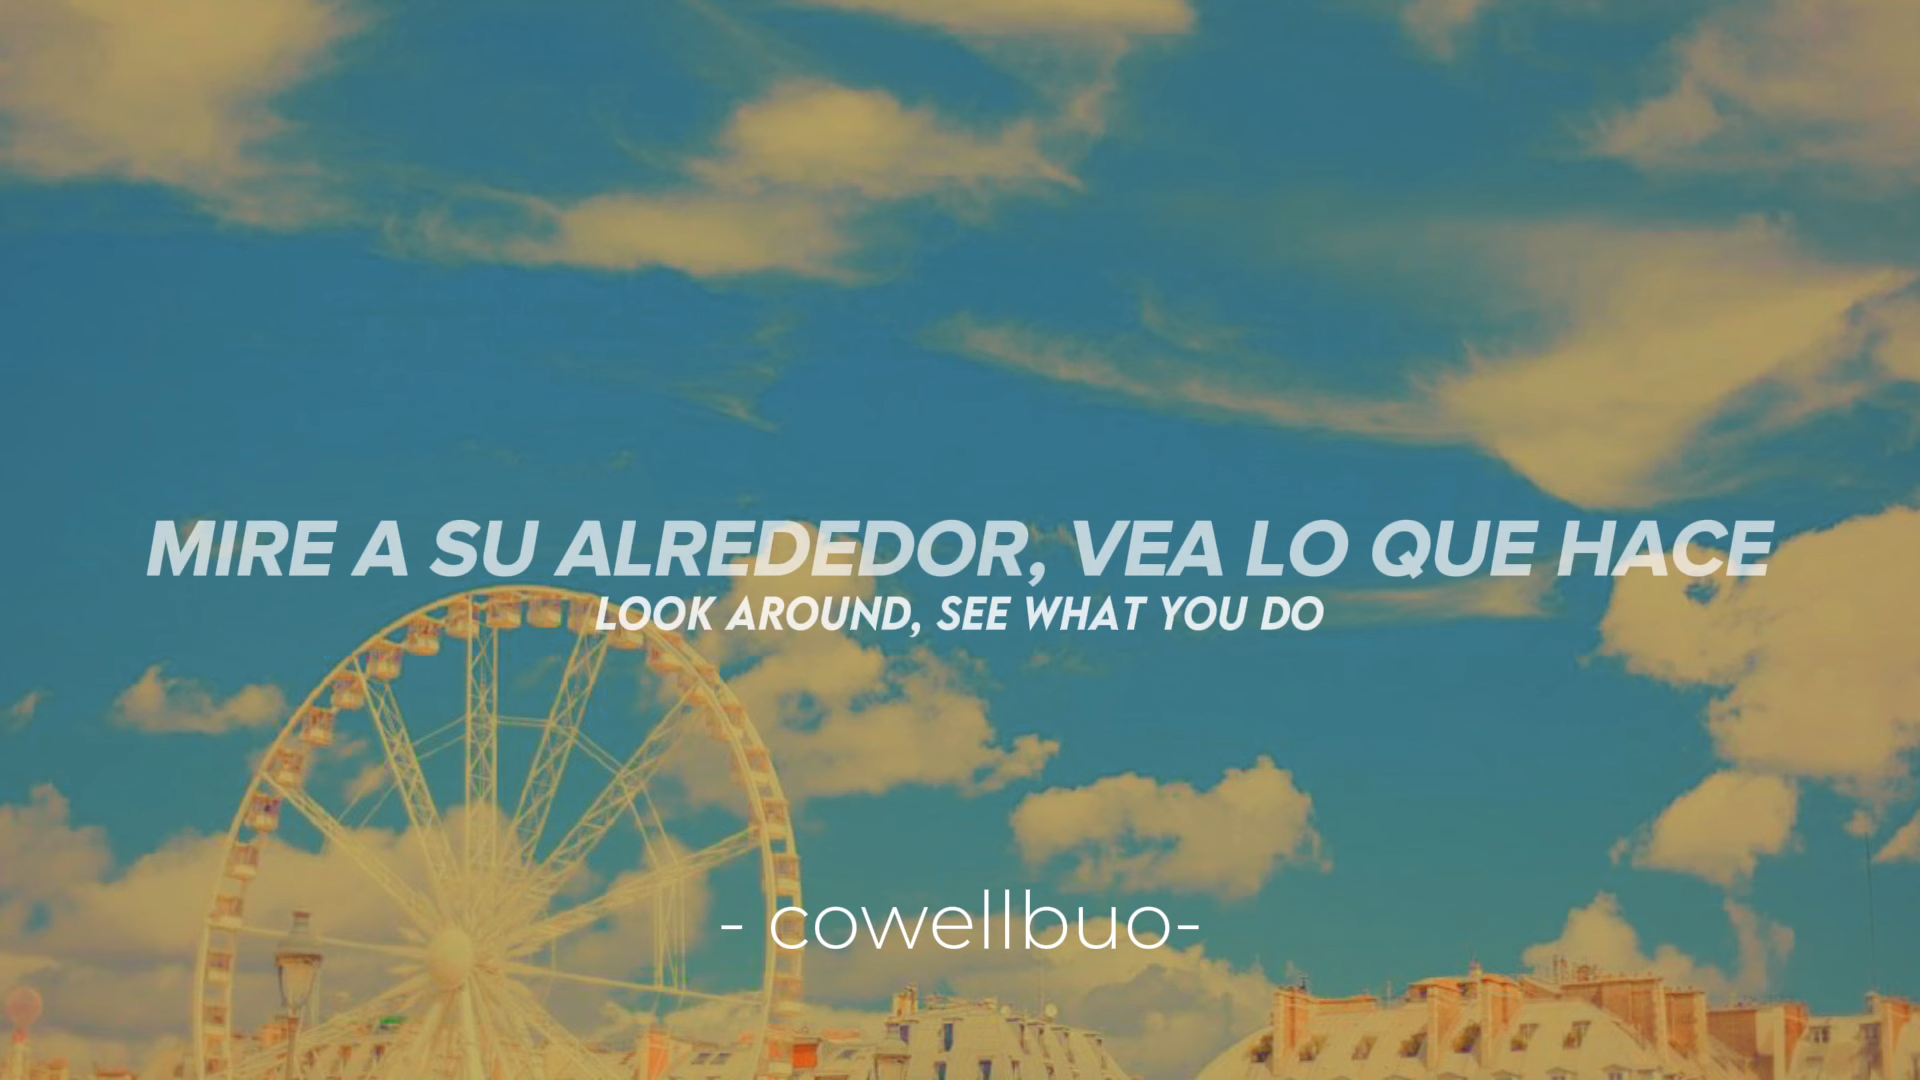 MIRE A SU ALREDEDOR, VEA LO QUE HACE
LOOK AROUND, SEE WHAT YOU DO
- cowellbuo-